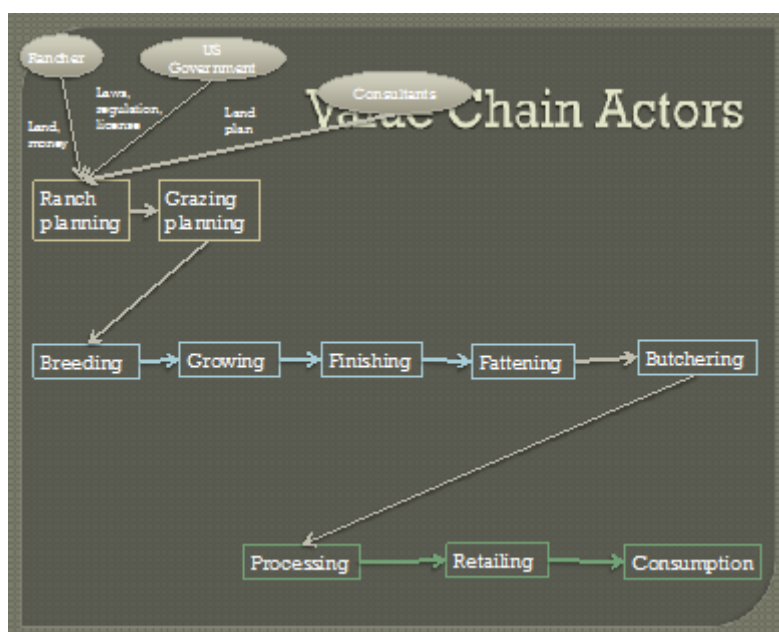 Rancher
US
Government
Consultants
Value Chain Actors
Laws,
regulation,
license
Land
plan
Land,
money
Ranch
planning
Grazing
planning
Breeding
Growing
Finishing
Fattening
Butchering
Processing
Retailing
Consumption